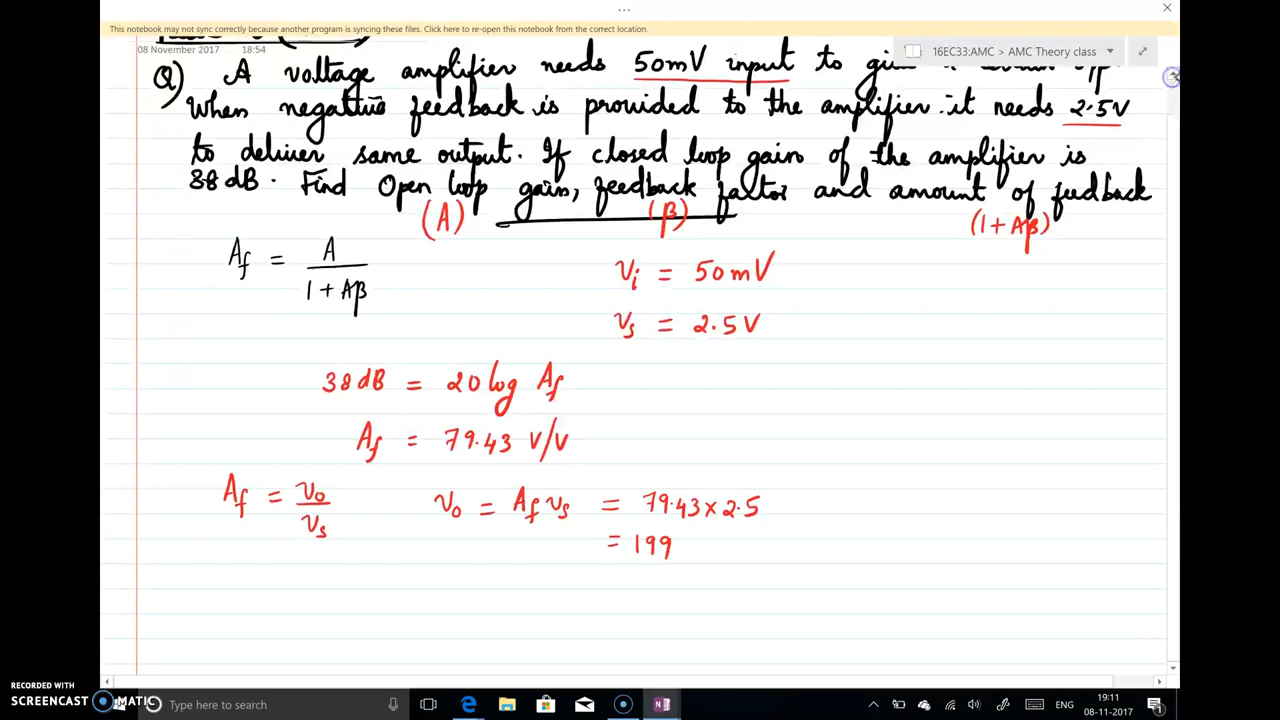 This notebook may not sync correctly because another program is syncing these files. Click here to re-open this notebook from the correct location.
08 November 2017 18:54
16EC33:AMC > AMC Theory class
Q) A voltage amplifier needs 50mV input to
When negative feedback is provided to the amplifier it needs 2.5V
to deliver same output. If closed loop gain of the amplifier is
38 dB. Find Open loop gain, feedback factor and amount of feedback
(A) (β) (1 + Aβ)
Af = A / 1 + Aβ
vi = 50mV
vs = 2.5V
38 dB = 20 log Af
Af = 79.43 V/V
Af = vo / vs
vo = Af vs = 79.43 × 2.5
= 199
RECORDED WITH
SCREENCAST MATIC
Type here to search
ENG
19:11
08-11-2017